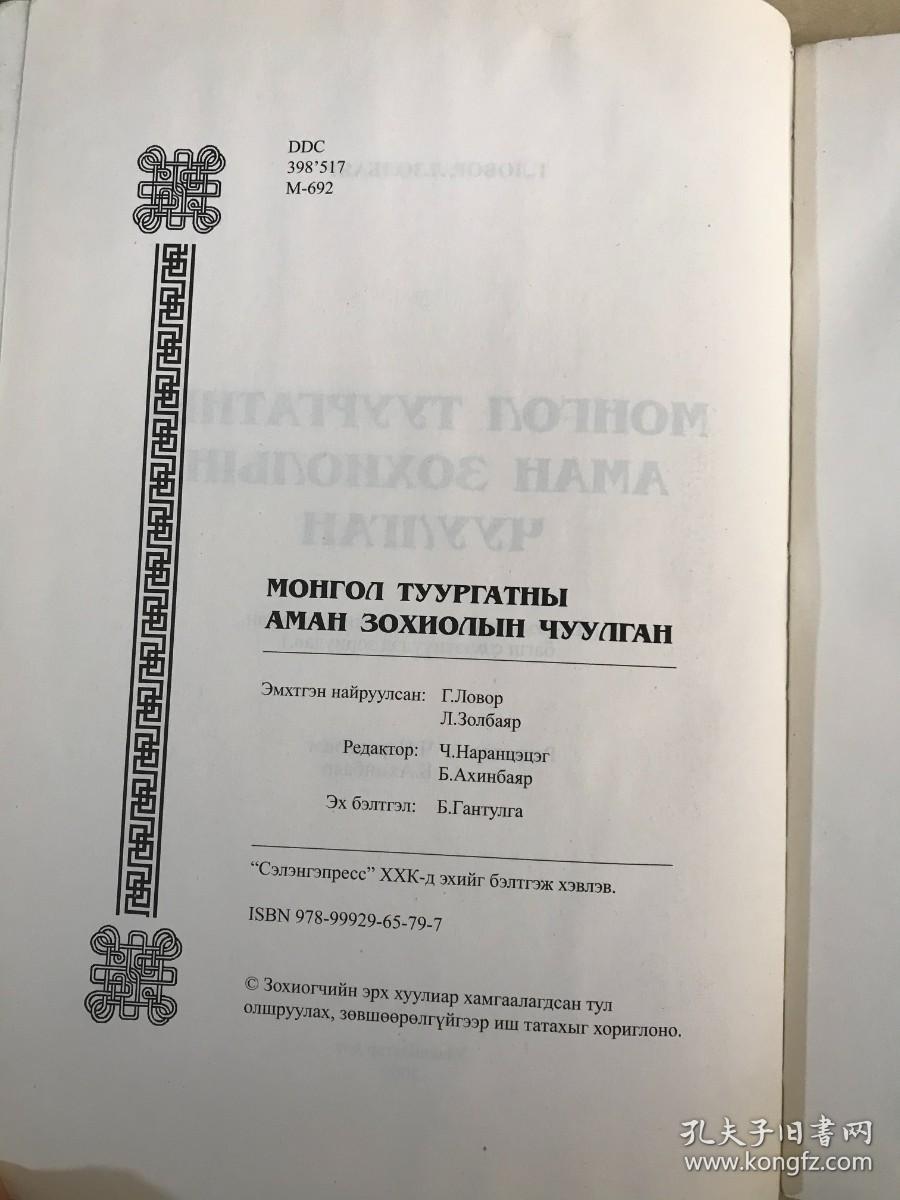 DDC
398’517
М-692
МОНГОЛ ТУУРГАТНЫ
АМАН ЗОХИОЛЫН ЧУУЛГАН
Эмхтгэн найруулсан: Г.Ловор
Л.Золбаяр
Редактор: Ч.Наранцэцэг
Б.Ахинбаяр
Эх бэлтгэл: Б.Гантулга
“Сэлэнгэпресс” ХХК-д эхийг бэлтгэж хэвлэв.
ISBN 978-99929-65-79-7
© Зохиогчийн эрх хуулиар хамгаалагдсан тул
олшруулах, зөвшөөрөлгүйгээр иш татахыг хориглоно.
孔夫子旧书网
www.kongfz.com